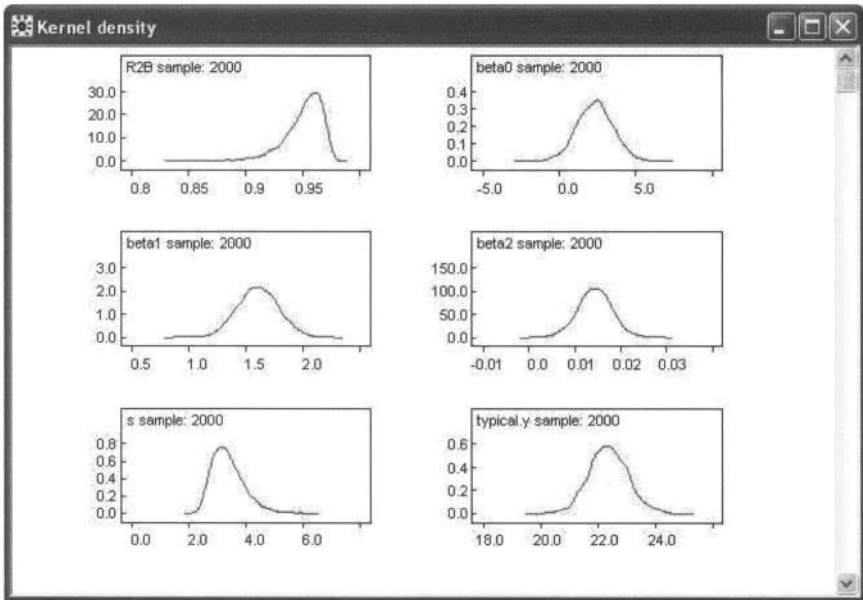 Kernel density
R2B sample: 2000
30.0
20.0
10.0
0.0
0.8 0.85 0.9 0.95
beta0 sample: 2000
0.4
0.3
0.2
0.1
0.0
-5.0 0.0 5.0
beta1 sample: 2000
3.0
2.0
1.0
0.0
0.5 1.0 1.5 2.0
beta2 sample: 2000
150.0
100.0
50.0
0.0
-0.01 0.0 0.01 0.02 0.03
s sample: 2000
0.8
0.6
0.4
0.2
0.0
0.0 2.0 4.0 6.0
typical.y sample: 2000
0.6
0.4
0.2
0.0
18.0 20.0 22.0 24.0